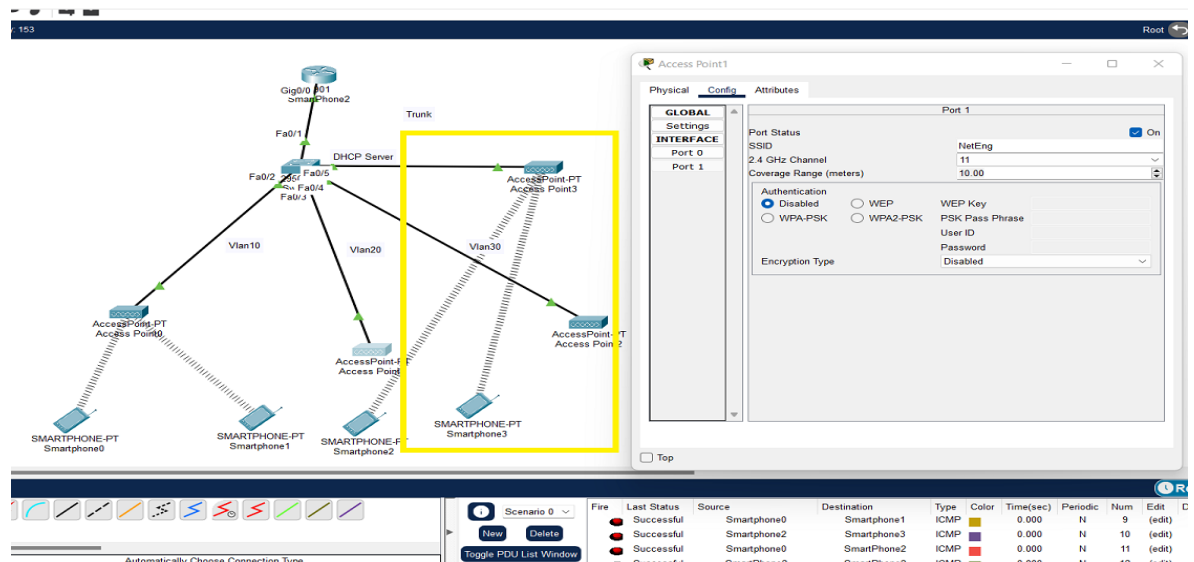 : 153
Root
Gig0/0
901
SmartPhone2
Trunk
Fa0/1
DHCP Server
Fa0/2
Fa0/5
Fa0/4
Fa0/3
AccessPoint-PT
Access Point3
Vlan10
Vlan20
Vlan30
AccessPoint-PT
Access Point0
AccessPoint-PT
Access Point2
AccessPoint-PT
Access Point
SMARTPHONE-PT
Smartphone0
SMARTPHONE-PT
Smartphone1
SMARTPHONE-PT
Smartphone2
SMARTPHONE-PT
Smartphone3
Access Point1
Physical Config Attributes
GLOBAL
Settings
INTERFACE
Port 0
Port 1
Port 1
Port Status On
SSID NetEng
2.4 GHz Channel 11
Coverage Range (meters) 10.00
Authentication
Disabled WEP WEP Key
WPA-PSK WPA2-PSK PSK Pass Phrase
User ID
Password
Encryption Type Disabled
Top
Scenario 0
New Delete
Toggle PDU List Window
Automatically Choose Connection Type
Re
Fire Last Status Source Destination Type Color Time(sec) Periodic Num Edit D
Successful Smartphone0 Smartphone1 ICMP 0.000 N 9 (edit)
Successful Smartphone2 Smartphone3 ICMP 0.000 N 10 (edit)
Successful Smartphone0 SmartPhone2 ICMP 0.000 N 11 (edit)